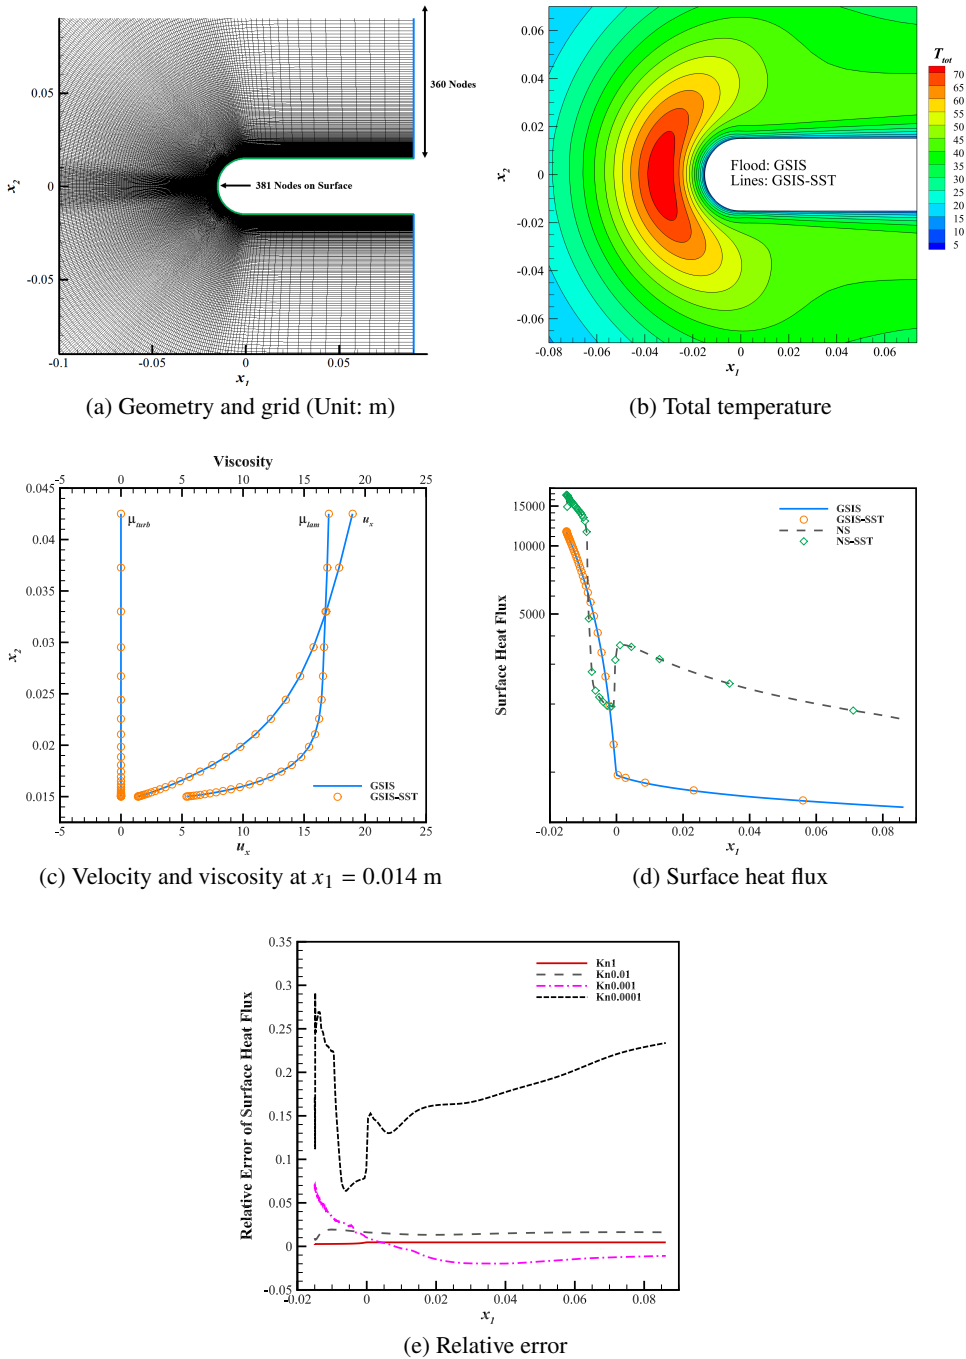 0.05
0
-0.05
x2
360 Nodes
381 Nodes on Surface
-0.1
-0.05
0
0.05
x1
(a) Geometry and grid (Unit: m)
0.06
0.04
0.02
0
-0.02
-0.04
-0.06
x2
Flood: GSIS
Lines: GSIS-SST
Ttot
70
65
60
55
50
45
40
35
30
25
20
15
10
5
-0.08
-0.06
-0.04
-0.02
0
0.02
0.04
0.06
x1
(b) Total temperature
Viscosity
-5 0 5 10 15 20 25
0.045
0.04
0.035
0.03
0.025
0.02
0.015
x2
μturb
μlam
ux
GSIS
GSIS-SST
-5 0 5 10 15 20 25
ux
(c) Velocity and viscosity at x1 = 0.014 m
15000
10000
5000
Surface Heat Flux
GSIS
GSIS-SST
NS
NS-SST
-0.02 0 0.02 0.04 0.06 0.08
x1
(d) Surface heat flux
0.35
0.3
0.25
0.2
0.15
0.1
0.05
0
-0.05
Relative Error of Surface Heat Flux
Kn1
Kn0.01
Kn0.001
Kn0.0001
-0.02 0 0.02 0.04 0.06 0.08
x1
(e) Relative error